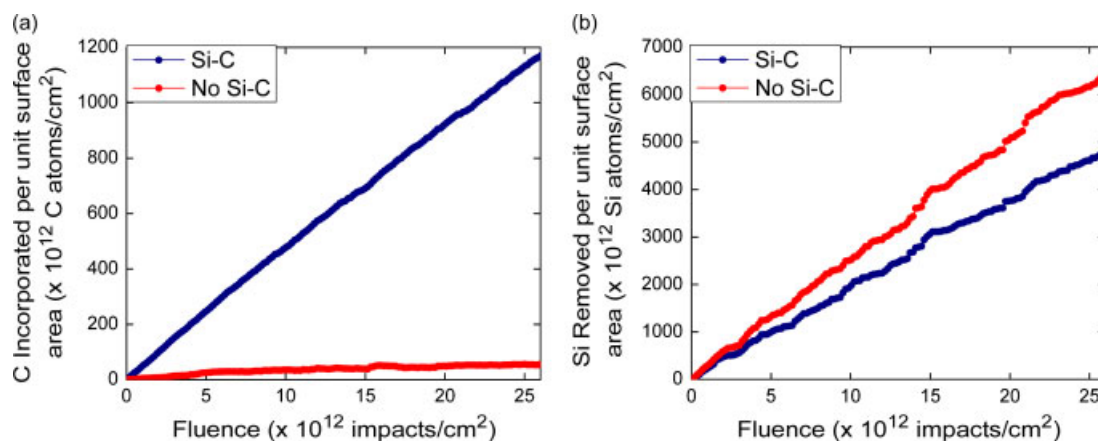 (a)
C Incorporated per unit surface
area (x 10¹² C atoms/cm²)
1200
1000
800
600
400
200
0
Si-C
No Si-C
0 5 10 15 20 25
Fluence (x 10¹² impacts/cm²)
(b)
Si Removed per unit surface
area (x 10¹² Si atoms/cm²)
7000
6000
5000
4000
3000
2000
1000
0
Si-C
No Si-C
0 5 10 15 20 25
Fluence (x 10¹² impacts/cm²)